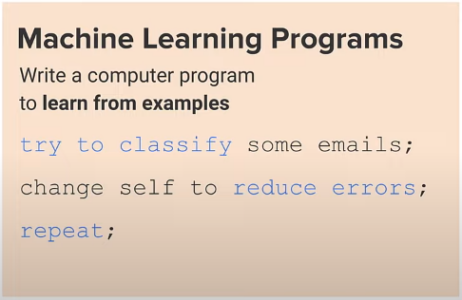 Machine Learning Programs
Write a computer program
to learn from examples
try to classify some emails;
change self to reduce errors;
repeat;